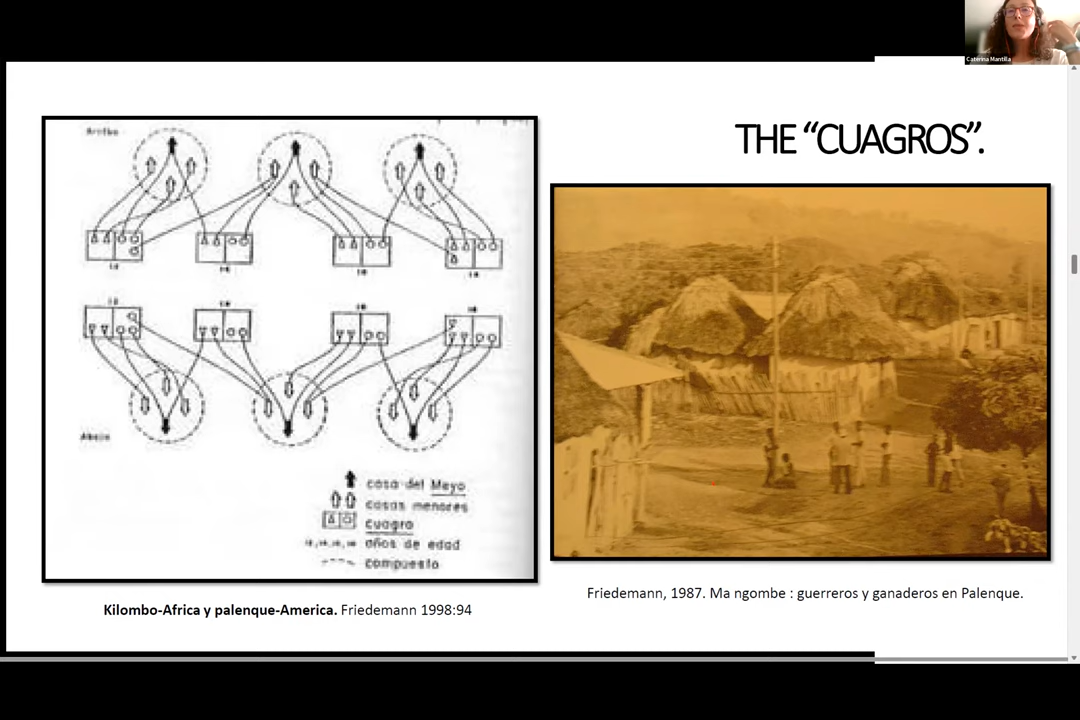 Caterina Mantilla
THE “CUAGROS”.
Arriba
Abajo
casa del Mayo
casas menores
cuagro
años de edad
compuesto
Kilombo-Africa y palenque-America. Friedemann 1998:94
Friedemann, 1987. Ma ngombe : guerreros y ganaderos en Palenque.